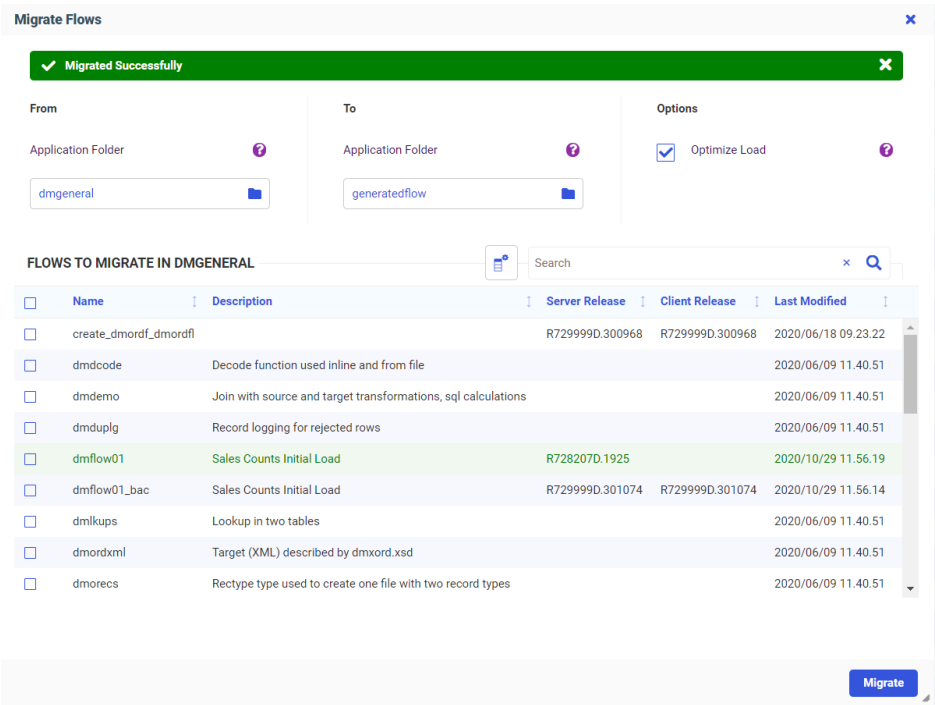 Migrate Flows
Migrated Successfully
From To Options
Application Folder ? Application Folder ? Optimize Load ?
dmgeneral generatedflow
FLOWS TO MIGRATE IN DMGENERAL Search
Name Description Server Release Client Release Last Modified
create_dmordf_dmordfl R729999D.300968 R729999D.300968 2020/06/18 09.23.22
dmdcode Decode function used inline and from file 2020/06/09 11.40.51
dmdemo Join with source and target transformations, sql calculations 2020/06/09 11.40.51
dmduplg Record logging for rejected rows 2020/06/09 11.40.51
dmflow01 Sales Counts Initial Load R728207D.1925 2020/10/29 11.56.19
dmflow01_bac Sales Counts Initial Load R729999D.301074 R729999D.301074 2020/10/29 11.56.14
dmlkups Lookup in two tables 2020/06/09 11.40.51
dmordxml Target (XML) described by dmxord.xsd 2020/06/09 11.40.51
dmorecs Rectype type used to create one file with two record types 2020/06/09 11.40.51
Migrate